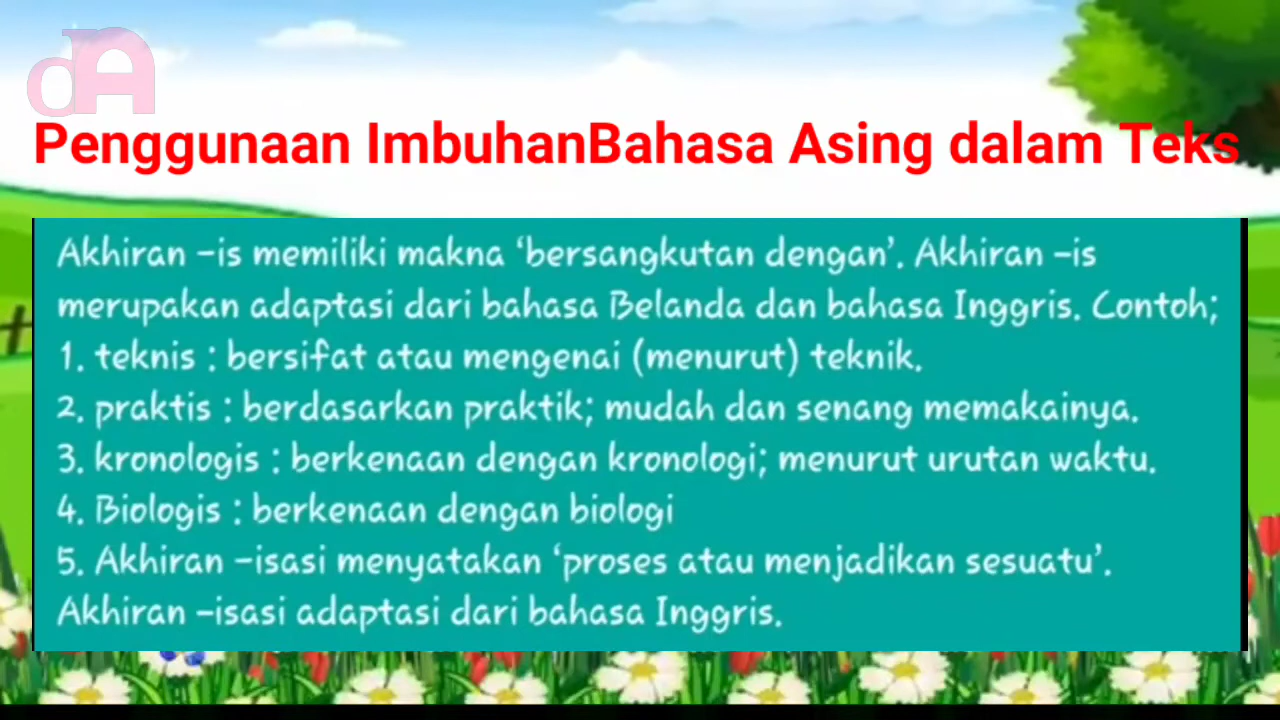 dA
Penggunaan ImbuhanBahasa Asing dalam Teks
Akhiran –is memiliki makna ‘bersangkutan dengan’. Akhiran –is
merupakan adaptasi dari bahasa Belanda dan bahasa Inggris. Contoh;
1. teknis : bersifat atau mengenai (menurut) teknik.
2. praktis : berdasarkan praktik; mudah dan senang memakainya.
3. kronologis : berkenaan dengan kronologi; menurut urutan waktu.
4. Biologis : berkenaan dengan biologi
5. Akhiran –isasi menyatakan ‘proses atau menjadikan sesuatu’.
Akhiran –isasi adaptasi dari bahasa Inggris.